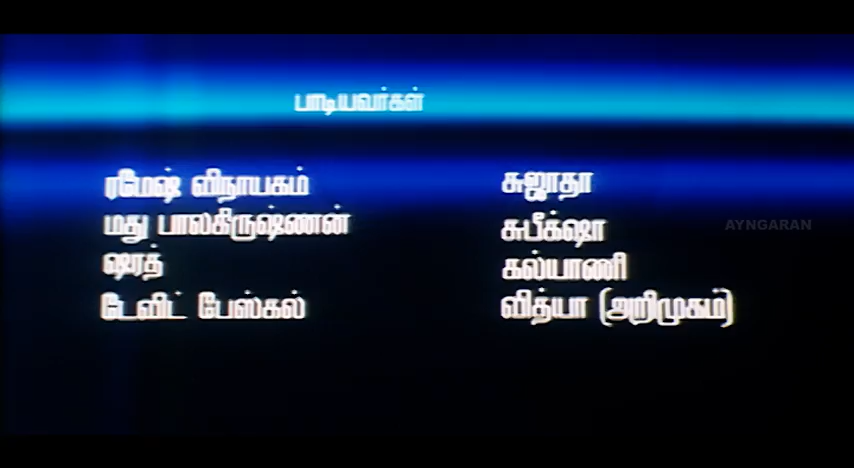 பாடியவர்கள்
ரமேஷ் விநாயகம்
மது பாலகிருஷ்ணன்
ஷரத்
டேவிட் பேஸ்கல்
சுஜாதா
சுபீக்ஷா
கல்யாணி
வித்யா (அறிமுகம்)
AYNGARAN